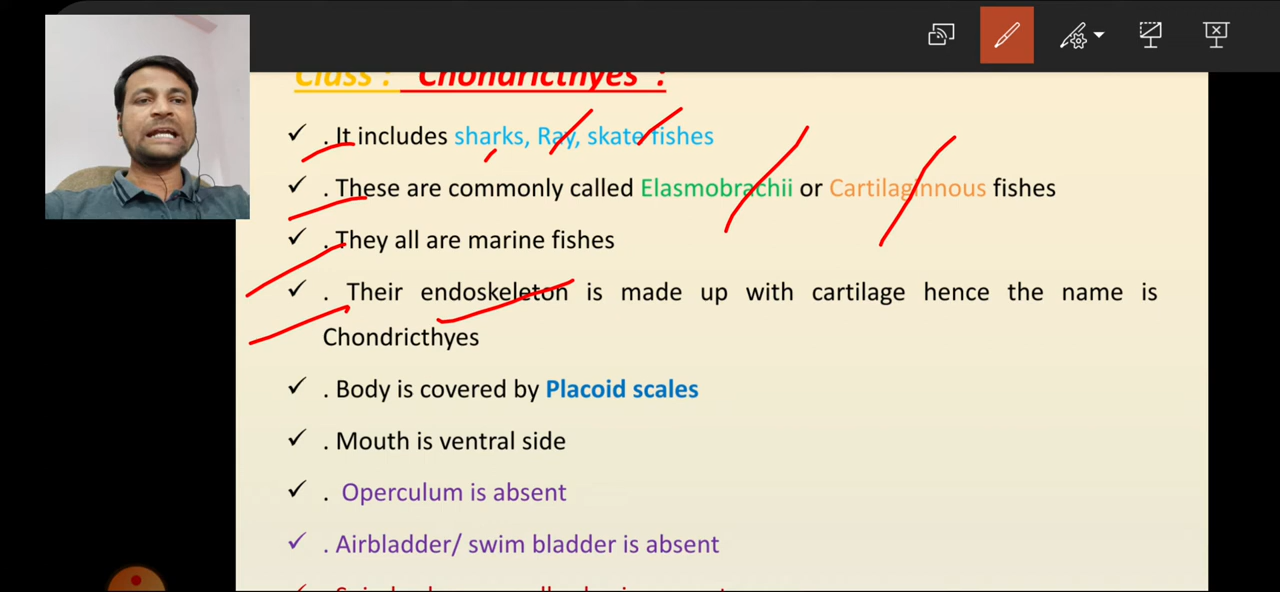 Class : Chondricthyes :
✓ . It includes sharks, Ray, skate fishes
✓ . These are commonly called Elasmobrachii or Cartilaginnous fishes
✓ . They all are marine fishes
✓ . Their endoskeleton is made up with cartilage hence the name is
Chondricthyes
✓ . Body is covered by Placoid scales
✓ . Mouth is ventral side
✓ . Operculum is absent
✓ . Airbladder/ swim bladder is absent